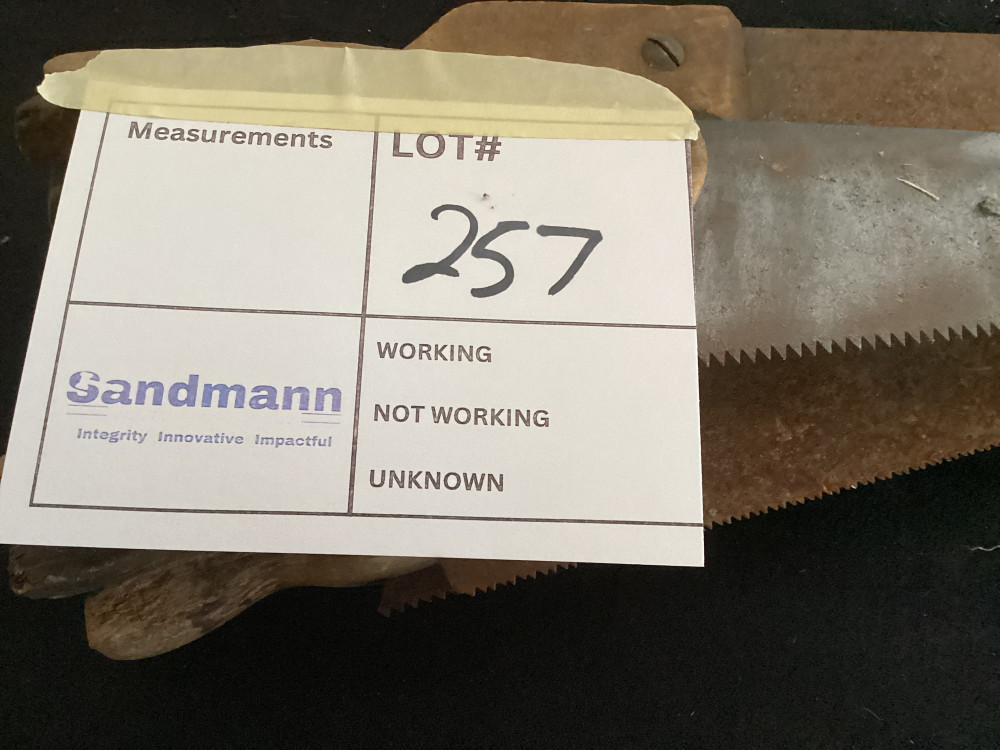 Measurements
LOT#
257
WORKING
NOT WORKING
UNKNOWN
Sandmann
Integrity Innovative Impactful